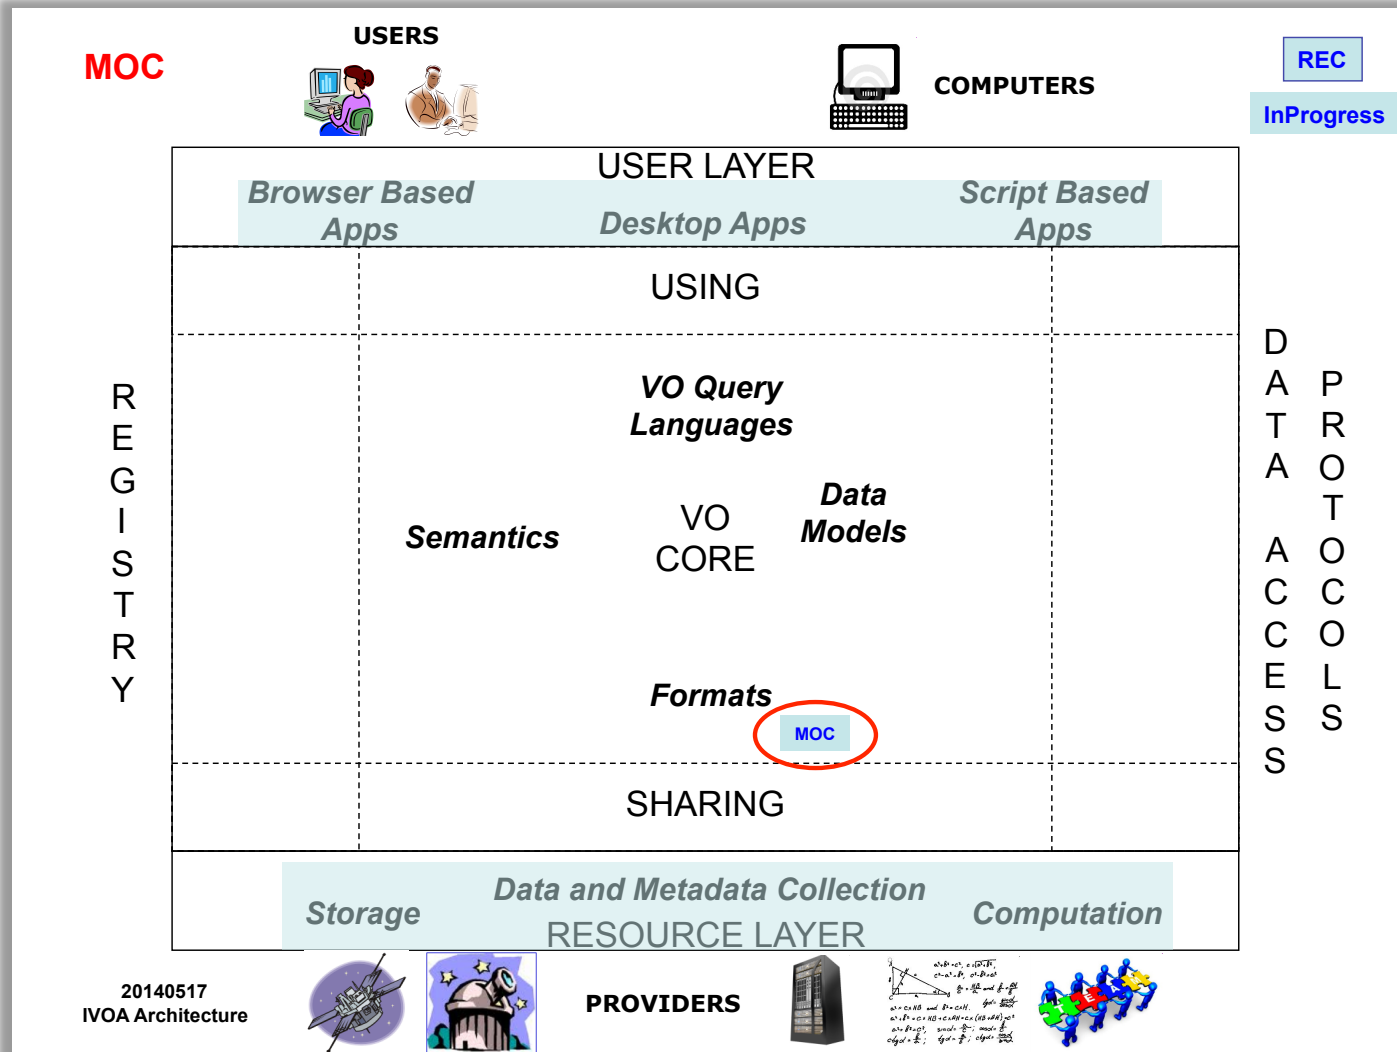 MOC
USERS
COMPUTERS
REC
InProgress
USER LAYER
Browser Based
Apps
Desktop Apps
Script Based
Apps
USING
REGISTRY
VO Query
Languages
Semantics
VO
CORE
Data
Models
Formats
MOC
DATA ACCESS
PROTOCOLS
SHARING
Data and Metadata Collection
Storage
Computation
RESOURCE LAYER
20140517
IVOA Architecture
PROVIDERS